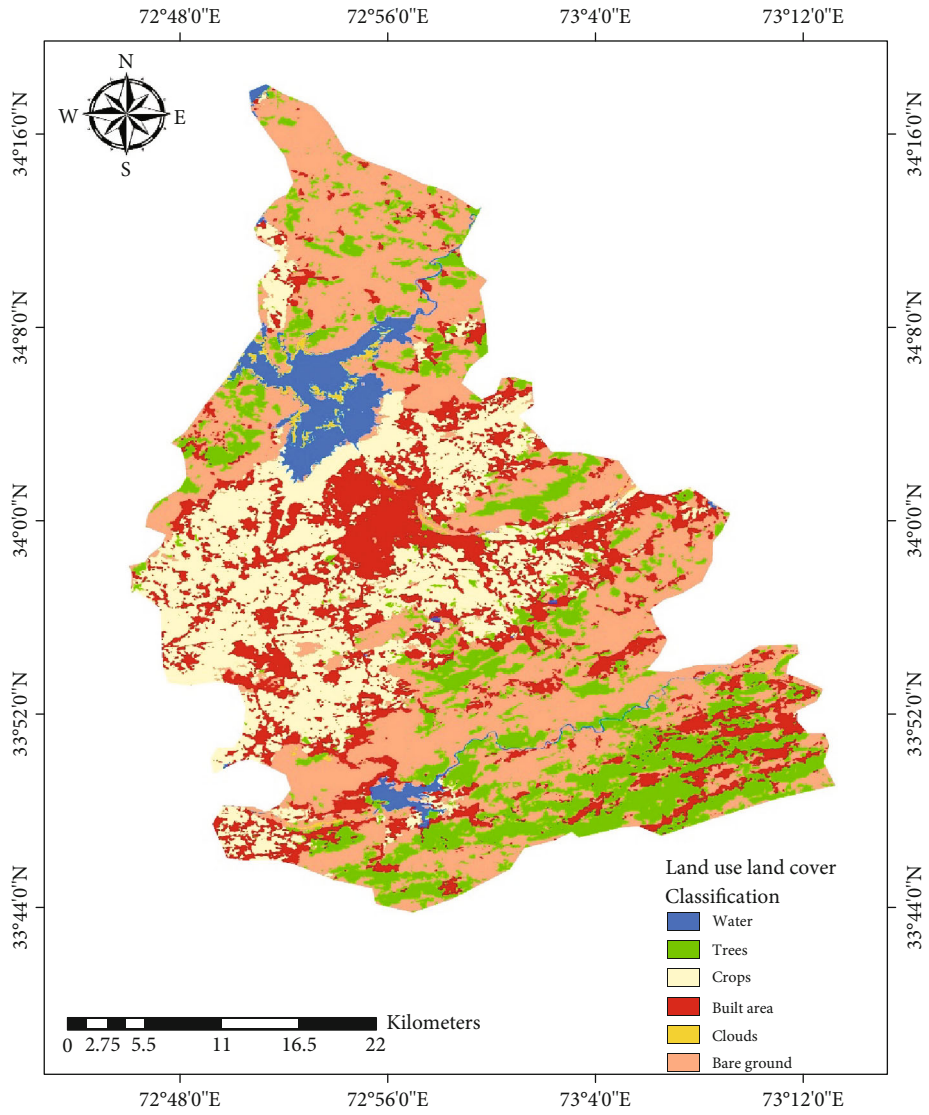 72°48'0"E 72°56'0"E 73°4'0"E 73°12'0"E
N
W E
S
34°16'0"N 34°16'0"N
34°8'0"N 34°8'0"N
34°0'0"N 34°0'0"N
33°52'0"N 33°52'0"N
33°44'0"N 33°44'0"N
Land use land cover
Classification
Water
Trees
Crops
Built area
Clouds
Bare ground
Kilometers
0 2.75 5.5 11 16.5 22
72°48'0"E 72°56'0"E 73°4'0"E 73°12'0"E